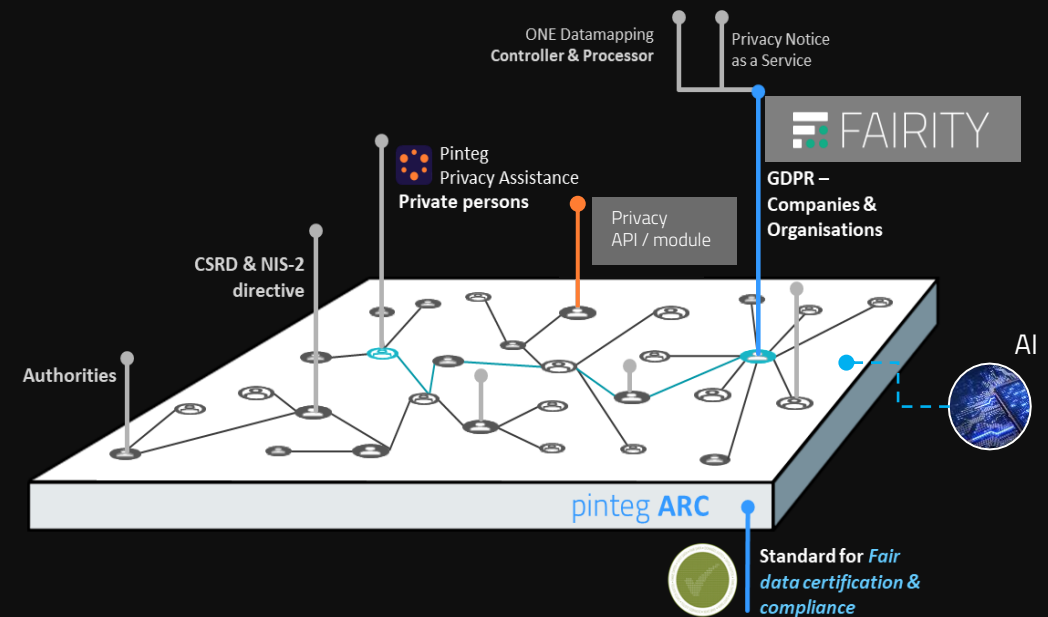 ONE Datamapping
Controller & Processor
Privacy Notice
as a Service
FAIRITY
GDPR –
Companies &
Organisations
Pinteg
Privacy Assistance
Private persons
Privacy
API / module
CSRD & NIS-2
directive
Authorities
AI
pinteg ARC
Standard for Fair
data certification &
compliance